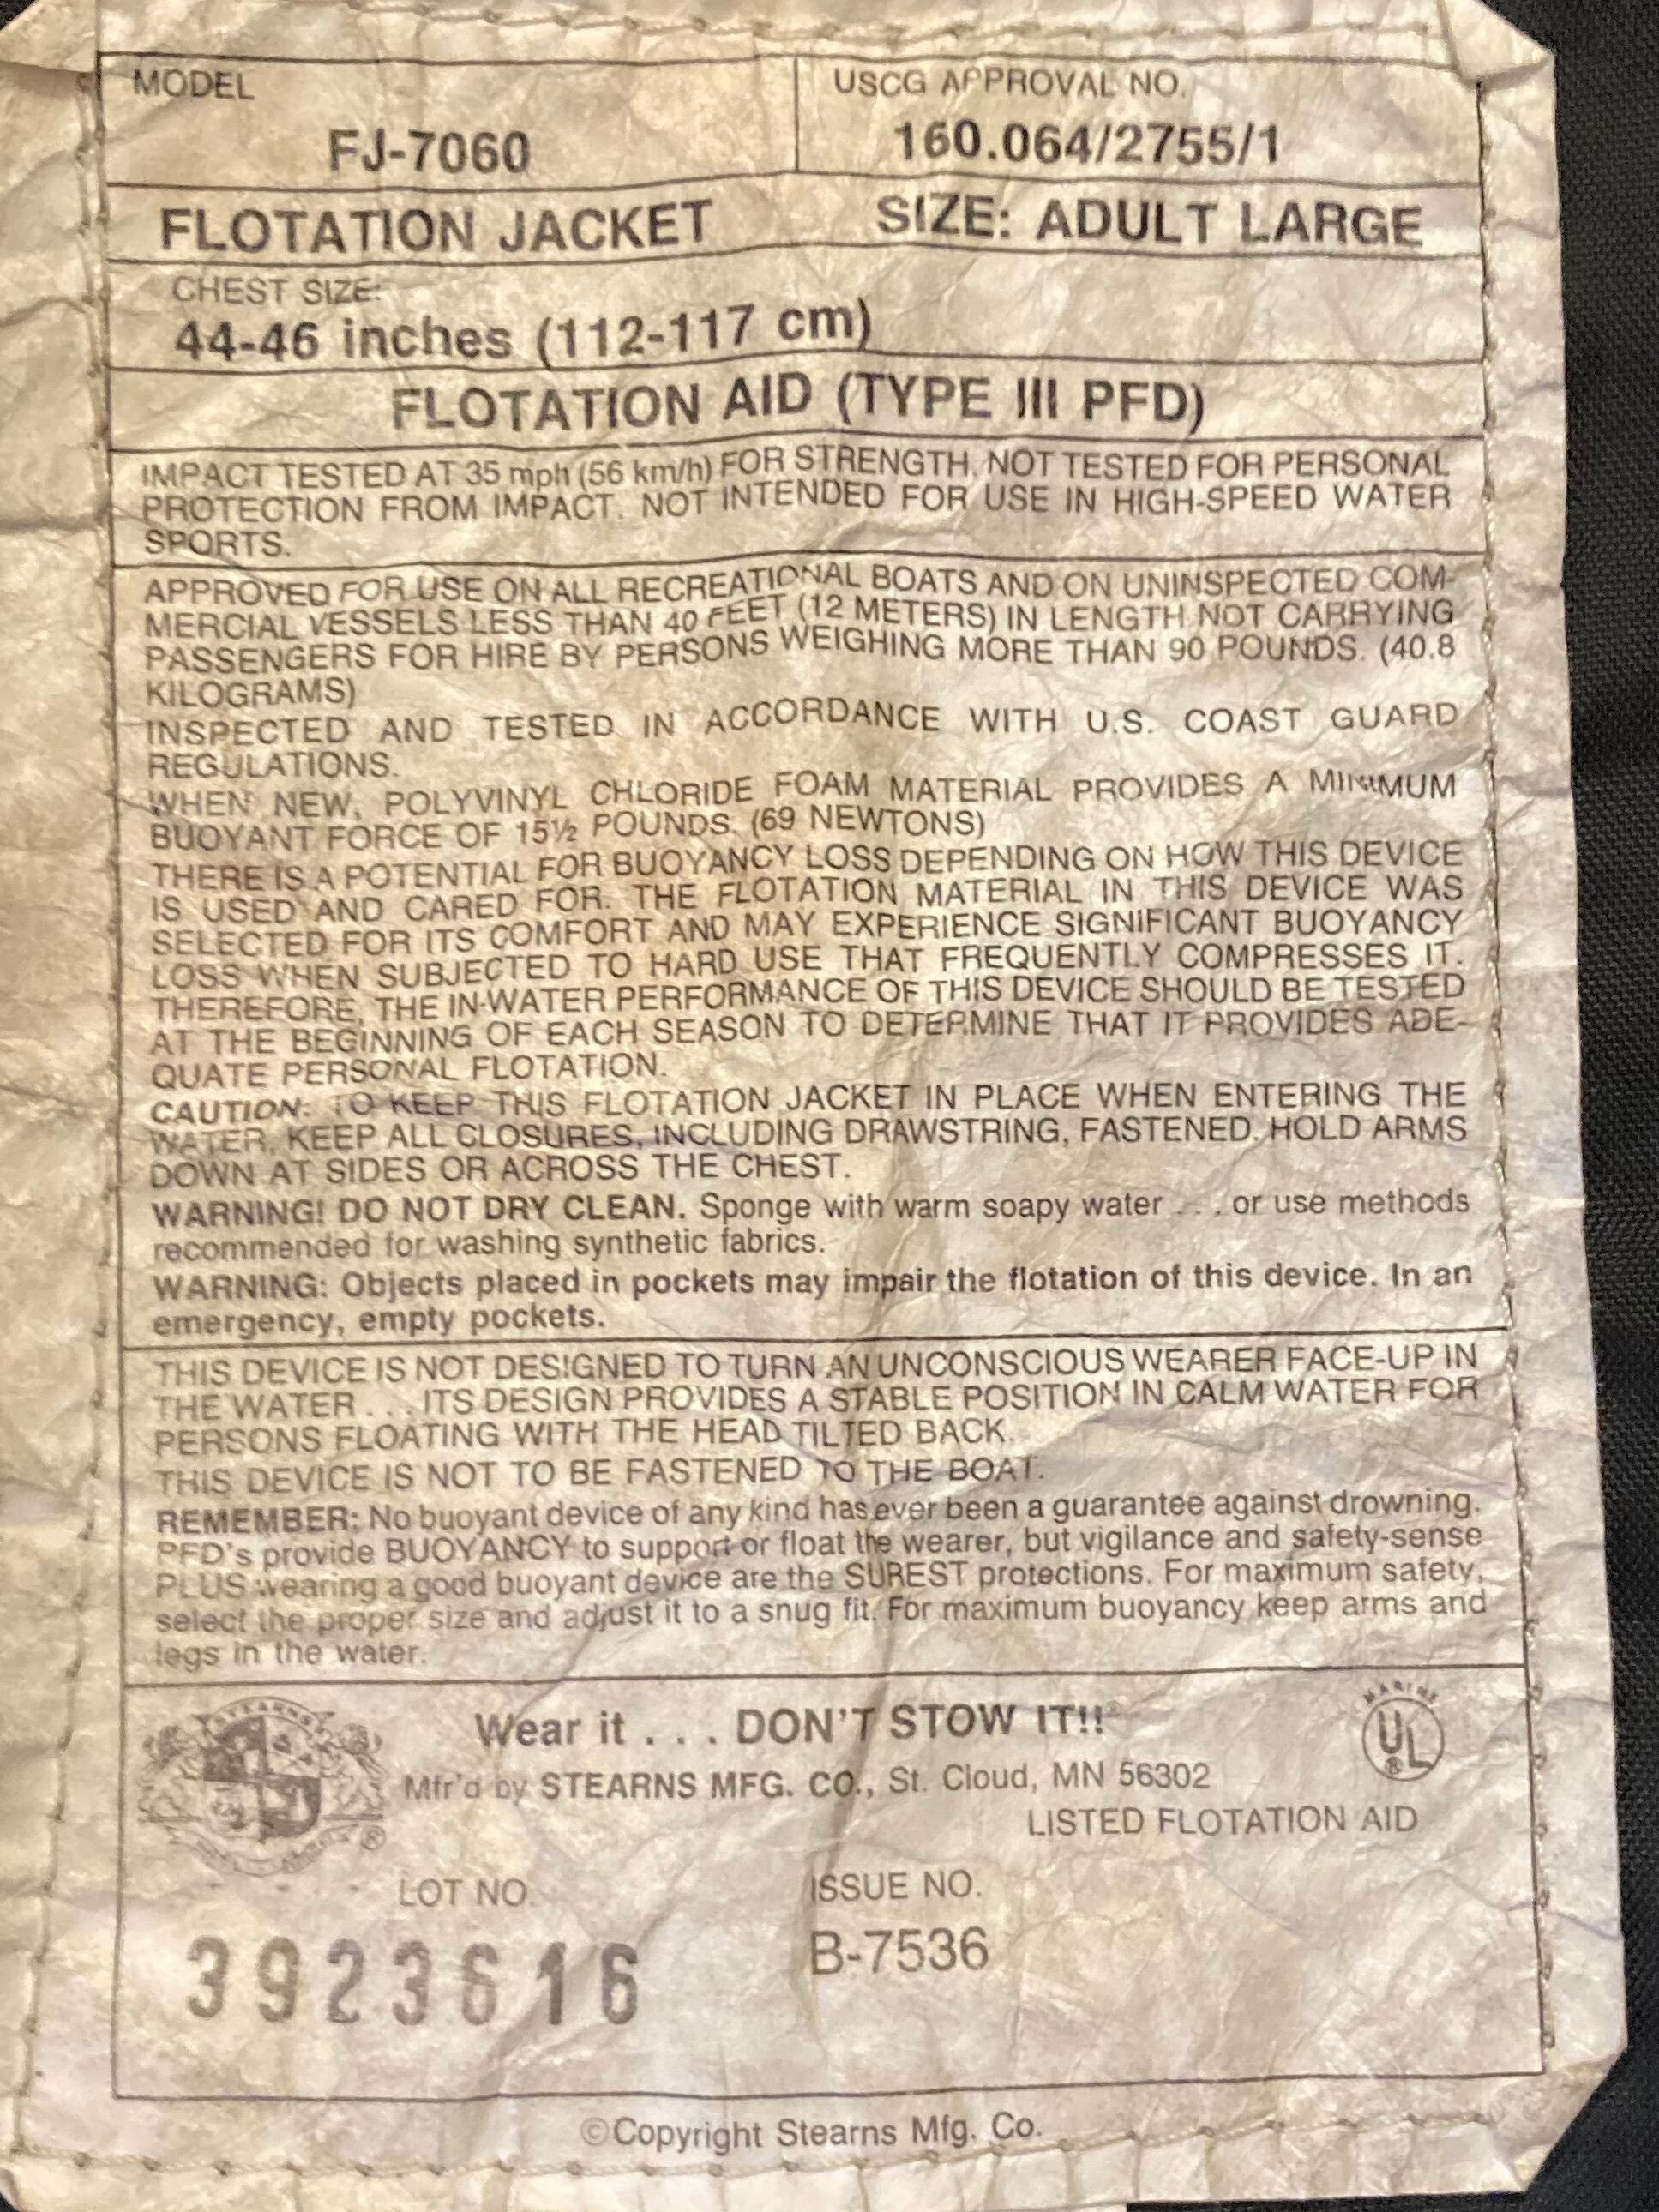 MODEL
USCG APPROVAL NO.
FJ-7060
160.064/2755/1
FLOTATION JACKET
SIZE: ADULT LARGE
CHEST SIZE:
44-46 inches (112-117 cm)
FLOTATION AID (TYPE III PFD)
IMPACT TESTED AT 35 mph (56 km/h) FOR STRENGTH. NOT TESTED FOR PERSONAL
PROTECTION FROM IMPACT. NOT INTENDED FOR USE IN HIGH-SPEED WATER
SPORTS.
APPROVED FOR USE ON ALL RECREATIONAL BOATS AND ON UNINSPECTED COM-
MERCIAL VESSELS LESS THAN 40 FEET (12 METERS) IN LENGTH NOT CARRYING
PASSENGERS FOR HIRE BY PERSONS WEIGHING MORE THAN 90 POUNDS. (40.8
KILOGRAMS)
INSPECTED AND TESTED IN ACCORDANCE WITH U.S. COAST GUARD
REGULATIONS.
WHEN NEW, POLYVINYL CHLORIDE FOAM MATERIAL PROVIDES A MINIMUM
BUOYANT FORCE OF 15½ POUNDS. (69 NEWTONS)
THERE IS A POTENTIAL FOR BUOYANCY LOSS DEPENDING ON HOW THIS DEVICE
IS USED AND CARED FOR. THE FLOTATION MATERIAL IN THIS DEVICE WAS
SELECTED FOR ITS COMFORT AND MAY EXPERIENCE SIGNIFICANT BUOYANCY
LOSS WHEN SUBJECTED TO HARD USE THAT FREQUENTLY COMPRESSES IT.
THEREFORE, THE IN-WATER PERFORMANCE OF THIS DEVICE SHOULD BE TESTED
AT THE BEGINNING OF EACH SEASON TO DETERMINE THAT IT PROVIDES ADE-
QUATE PERSONAL FLOTATION.
CAUTION: TO KEEP THIS FLOTATION JACKET IN PLACE WHEN ENTERING THE
WATER, KEEP ALL CLOSURES, INCLUDING DRAWSTRING, FASTENED. HOLD ARMS
DOWN AT SIDES OR ACROSS THE CHEST.
WARNING! DO NOT DRY CLEAN. Sponge with warm soapy water . . . or use methods
recommended for washing synthetic fabrics.
WARNING: Objects placed in pockets may impair the flotation of this device. In an
emergency, empty pockets.
THIS DEVICE IS NOT DESIGNED TO TURN AN UNCONSCIOUS WEARER FACE-UP IN
THE WATER . . . ITS DESIGN PROVIDES A STABLE POSITION IN CALM WATER FOR
PERSONS FLOATING WITH THE HEAD TILTED BACK.
THIS DEVICE IS NOT TO BE FASTENED TO THE BOAT.
REMEMBER: No buoyant device of any kind has ever been a guarantee against drowning.
PFD's provide BUOYANCY to support or float the wearer, but vigilance and safety-sense
PLUS wearing a good buoyant device are the SUREST protections. For maximum safety,
select the proper size and adjust it to a snug fit. For maximum buoyancy keep arms and
legs in the water.
STEARNS
Wear it . . . DON'T STOW IT!!®
MARINE
UL®
Mfr'd by STEARNS MFG. CO., St. Cloud, MN 56302
LISTED FLOTATION AID
®
LOT NO.
ISSUE NO.
3923616
B-7536
©Copyright Stearns Mfg. Co.